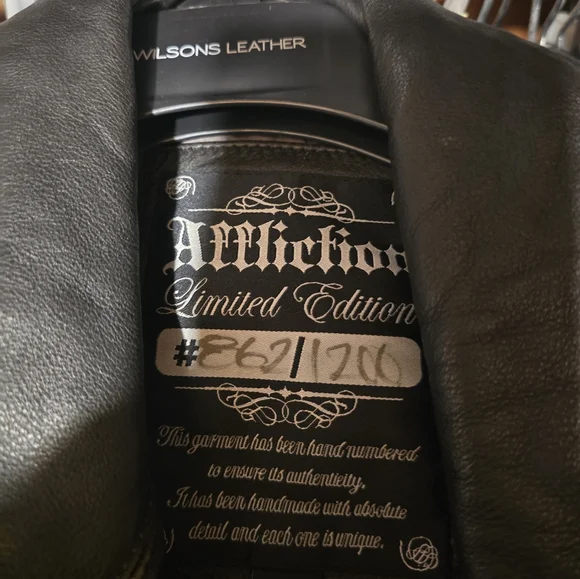 WILSONS LEATHER
Affliction
Limited Edition
#862/1200
This garment has been hand numbered
to ensure its authenticity.
It has been handmade with absolute
detail and each one is unique.